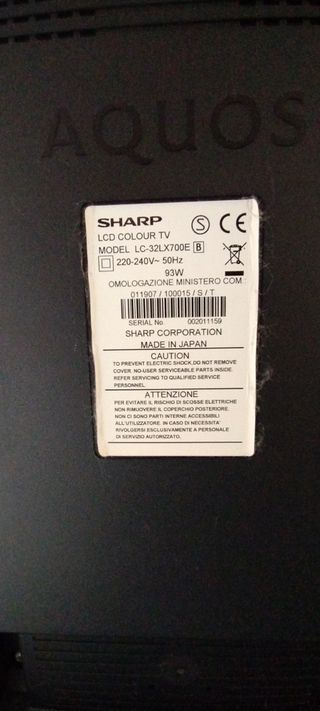 AQUOS
SHARP
LCD COLOUR TV
MODEL LC-32LX700E B
220-240V~ 50Hz
93W
OMOLOGAZIONE MINISTERO COM.:
011907 / 100015 / S / T
SERIAL No. 002011159
SHARP CORPORATION
MADE IN JAPAN
CAUTION
TO PREVENT ELECTRIC SHOCK,DO NOT REMOVE
COVER. NO-USER SERVICEABLE PARTS INSIDE.
REFER SERVICING TO QUALIFIED SERVICE
PERSONNEL.
ATTENZIONE
PER EVITARE IL RISCHIO DI SCOSSE ELETTRICHE
NON RIMUOVERE IL COPERCHIO POSTERIORE.
NON CI SONO PARTI INTERNE ACCESSIBILI
ALL'UTILIZZATORE. IN CASO DI NECESSITA'
RIVOLGERSI ESCLUSIVAMENTE A PERSONALE
DI SERVIZIO AUTORIZZATO.
S
CE